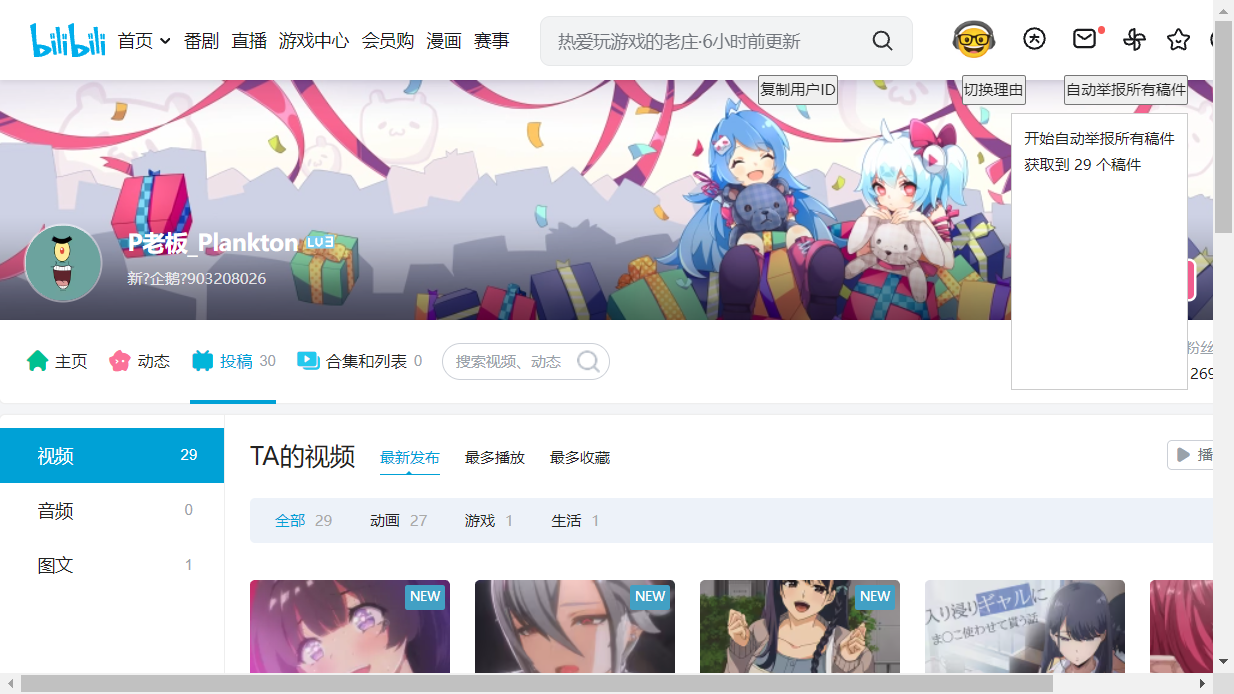 bilibili
首页 番剧 直播 游戏中心 会员购 漫画 赛事
热爱玩游戏的老庄·6小时前更新
复制用户ID 切换理由 自动举报所有稿件
开始自动举报所有稿件
获取到 29 个稿件
P老板_Plankton LV3
新?企鹅?903208026
主页 动态 投稿 30 合集和列表 0 搜索视频、动态
粉丝
269
视频 29
音频 0
图文 1
TA的视频 最新发布 最多播放 最多收藏 播
全部 29 动画 27 游戏 1 生活 1
NEW NEW NEW
入り浸りギャルに
ま〇こ使わせて貰う話